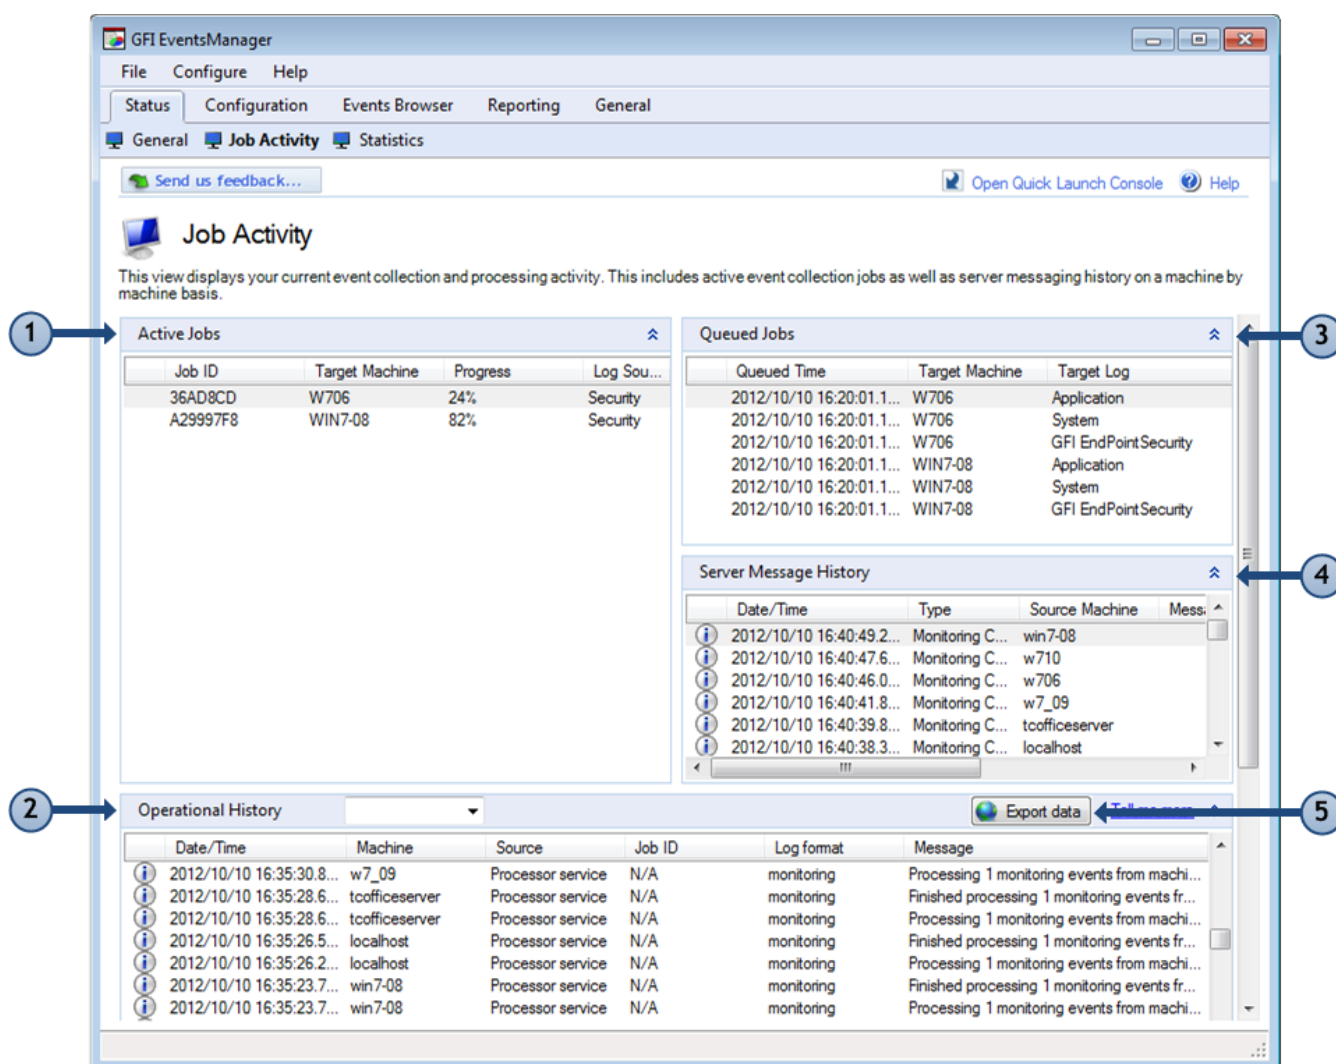 GFI EventsManager
File Configure Help
Status Configuration Events Browser Reporting General
General Job Activity Statistics
Send us feedback... Open Quick Launch Console Help
Job Activity
This view displays your current event collection and processing activity. This includes active event collection jobs as well as server messaging history on a machine by
machine basis.
1
Active Jobs
Job ID Target Machine Progress Log Sou...
36AD8CD W706 24% Security
A29997F8 WIN7-08 82% Security
3
Queued Jobs
Queued Time Target Machine Target Log
2012/10/10 16:20:01.1... W706 Application
2012/10/10 16:20:01.1... W706 System
2012/10/10 16:20:01.1... W706 GFI EndPointSecurity
2012/10/10 16:20:01.1... WIN7-08 Application
2012/10/10 16:20:01.1... WIN7-08 System
2012/10/10 16:20:01.1... WIN7-08 GFI EndPointSecurity
4
Server Message History
Date/Time Type Source Machine Messa
2012/10/10 16:40:49.2... Monitoring C... win7-08
2012/10/10 16:40:47.6... Monitoring C... w710
2012/10/10 16:40:46.0... Monitoring C... w706
2012/10/10 16:40:41.8... Monitoring C... w7_09
2012/10/10 16:40:39.8... Monitoring C... tcofficeserver
2012/10/10 16:40:38.3... Monitoring C... localhost
2
Operational History Export data Tell me more
5
Date/Time Machine Source Job ID Log format Message
2012/10/10 16:35:30.8... w7_09 Processor service N/A monitoring Processing 1 monitoring events from machi...
2012/10/10 16:35:28.6... tcofficeserver Processor service N/A monitoring Finished processing 1 monitoring events fr...
2012/10/10 16:35:28.6... tcofficeserver Processor service N/A monitoring Processing 1 monitoring events from machi...
2012/10/10 16:35:26.5... localhost Processor service N/A monitoring Finished processing 1 monitoring events fr...
2012/10/10 16:35:26.2... localhost Processor service N/A monitoring Processing 1 monitoring events from machi...
2012/10/10 16:35:23.7... win7-08 Processor service N/A monitoring Finished processing 1 monitoring events fr...
2012/10/10 16:35:23.7... win7-08 Processor service N/A monitoring Processing 1 monitoring events from machi...